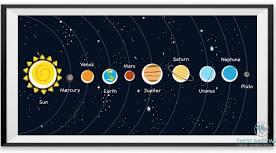 Venus
Mars
Saturn
Neptune
Sun
Mercury
Earth
Jupiter
Uranus
Pluto